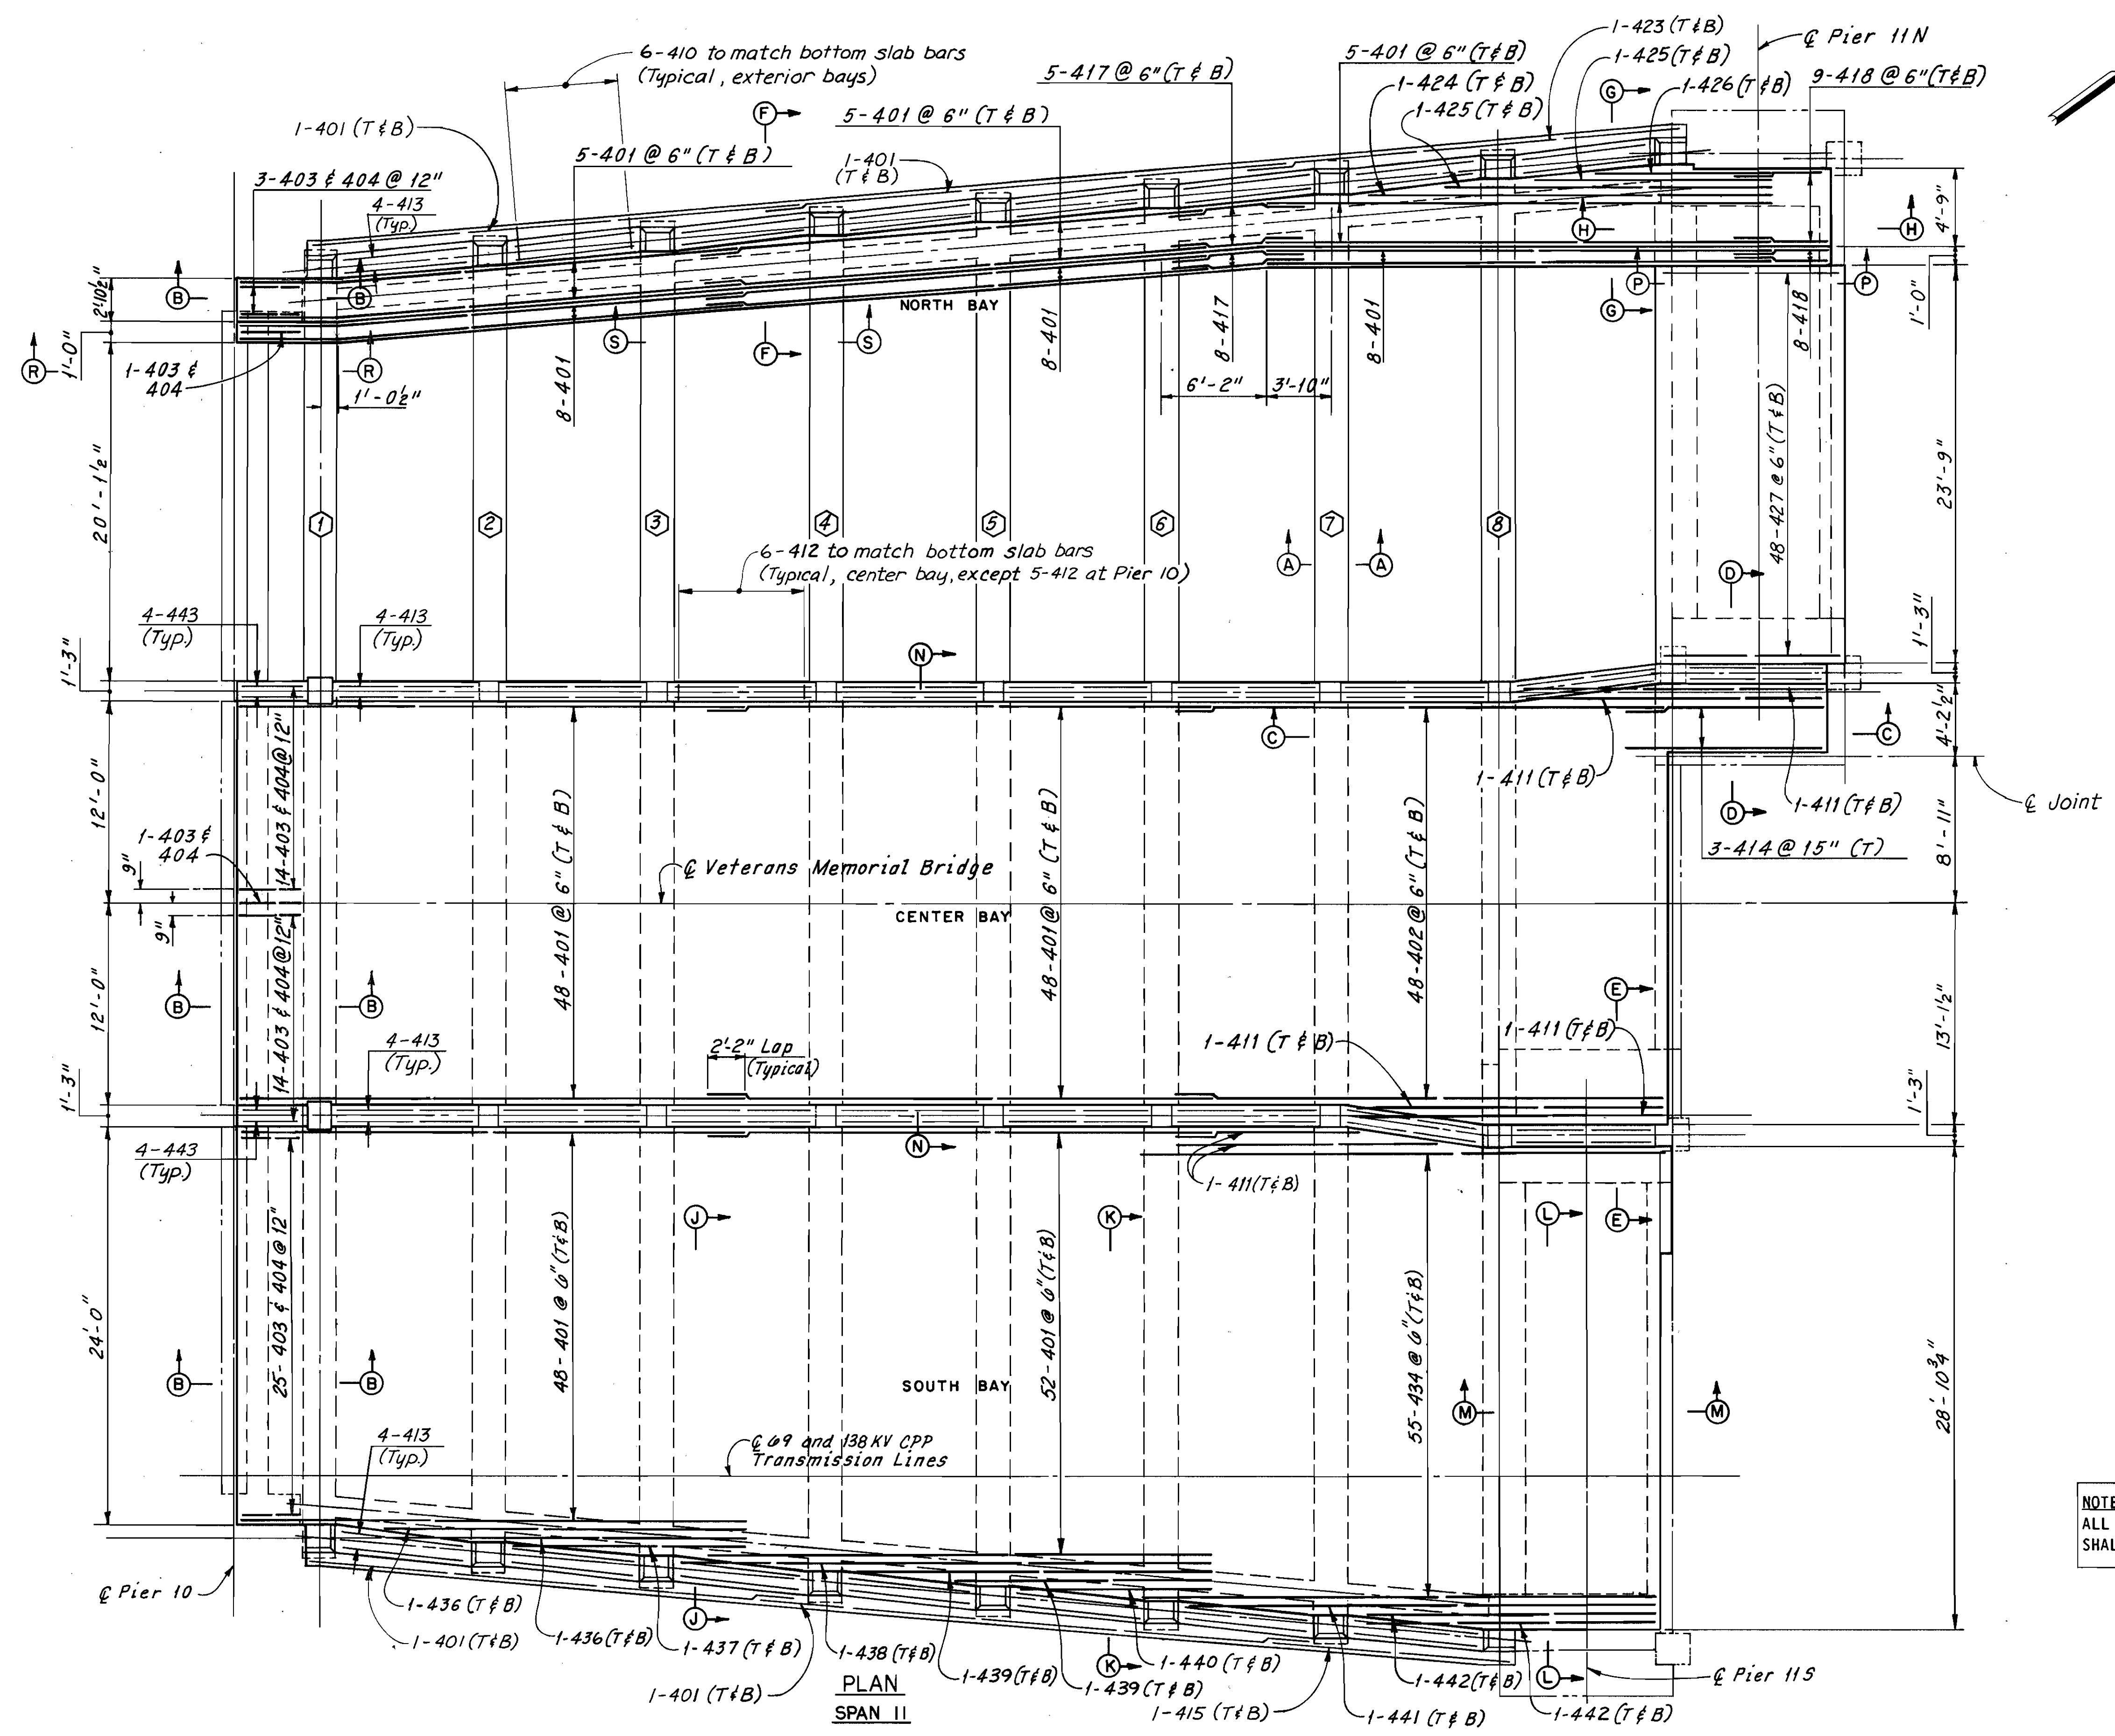 6-410 to match bottom slab bars
(Typical, exterior bays)
1-401 (T & B)
F
5-401 @ 6" (T & B)
5-401 @ 6" (T & B)
1-401
(T & B)
5-417 @ 6" (T & B)
5-401 @ 6" (T & B)
1-424 (T & B)
1-425 (T & B)
1-423 (T & B)
1-425 (T & B)
1-426 (T & B)
G
℄ Pier 11N
9-418 @ 6" (T & B)
3-403 & 404 @ 12"
4-413
(Typ.)
2'-10½"
1'-0"
B
B
R
R
1-403 &
404
1'-0½"
S
F
S
NORTH BAY
8-401
8-401
8-417
8-401
8-418
6'-2"
3'-10"
H
H
P
P
G
4'-9"
1'-0"
20'-1½"
23'-9"
48-427 @ 6" (T & B)
1
2
3
4
5
6
7
8
6-412 to match bottom slab bars
(Typical, center bay, except 5-412 at Pier 10)
A
A
D
4-443
(Typ.)
4-413
(Typ.)
1'-3"
N
1'-3"
C
C
4'-2½"
1-411 (T & B)
1-411 (T & B)
D
℄ Joint
3-414 @ 15" (T)
12'-0"
14-403 & 404 @ 12"
1-403 &
404
9"
9"
48-401 @ 6" (T & B)
48-401 @ 6" (T & B)
48-402 @ 6" (T & B)
℄ Veterans Memorial Bridge
CENTER BAY
8'-11"
12'-0"
14-403 & 404 @ 12"
B
B
E
13'-1½"
4-413
(Typ.)
2'-2" Lap
(Typical)
1-411 (T & B)
1-411 (T & B)
1'-3"
1'-3"
4-443
(Typ.)
N
1-411 (T & B)
J
K
L
E
24'-0"
25-403 & 404 @ 12"
48-401 @ 6" (T & B)
52-401 @ 6" (T & B)
55-434 @ 6" (T & B)
28'-10¾"
B
B
SOUTH BAY
M
M
4-413
(Typ.)
℄ 69 and 138 KV CPP
Transmission Lines
NOTE
ALL
SHAL
℄ Pier 10
1-436 (T & B)
1-401 (T & B)
J
1-436 (T & B)
1-437 (T & B)
1-438 (T & B)
1-439 (T & B)
K
1-440 (T & B)
1-439 (T & B)
1-442 (T & B)
L
℄ Pier 11S
1-401 (T & B)
1-415 (T & B)
1-441 (T & B)
1-442 (T & B)
PLAN
SPAN 11